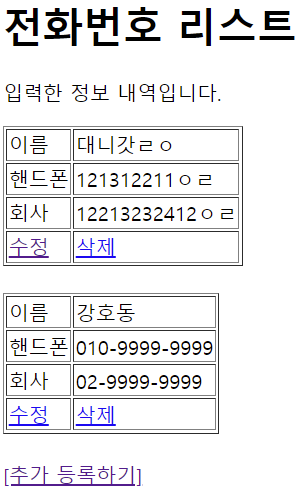 전화번호 리스트
입력한 정보 내역입니다.
이름 대니갓ㄹㅇ
핸드폰 121312211ㅇㄹ
회사 12213232412ㅇㄹ
수정 삭제
이름 강호동
핸드폰 010-9999-9999
회사 02-9999-9999
수정 삭제
[추가 등록하기]